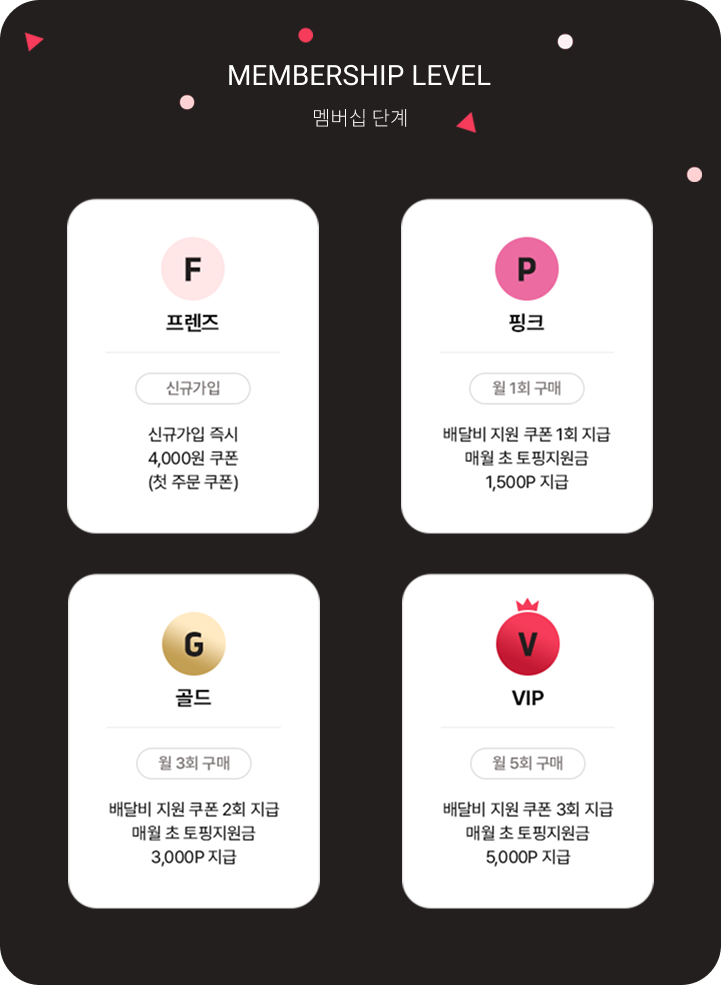 MEMBERSHIP LEVEL
멤버십 단계
F
프렌즈
신규가입
신규가입 즉시
4,000원 쿠폰
(첫 주문 쿠폰)
P
핑크
월 1회 구매
배달비 지원 쿠폰 1회 지급
매월 초 토핑지원금
1,500P 지급
G
골드
월 3회 구매
배달비 지원 쿠폰 2회 지급
매월 초 토핑지원금
3,000P 지급
V
VIP
월 5회 구매
배달비 지원 쿠폰 3회 지급
매월 초 토핑지원금
5,000P 지급